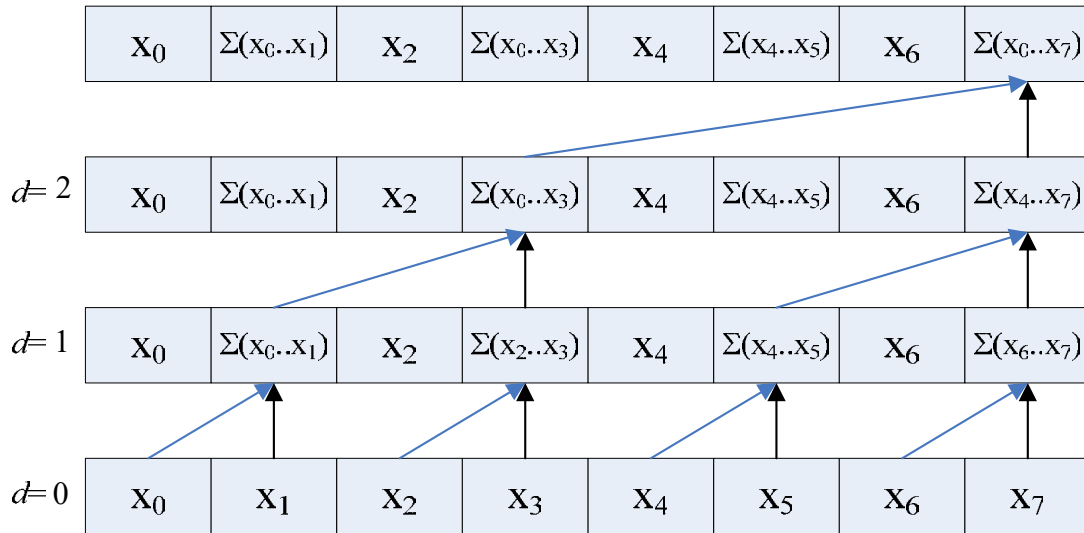 x₀ Σ(x₀..x₁) x₂ Σ(x₀..x₃) x₄ Σ(x₄..x₅) x₆ Σ(x₀..x₇)
d= 2 x₀ Σ(x₀..x₁) x₂ Σ(x₀..x₃) x₄ Σ(x₄..x₅) x₆ Σ(x₄..x₇)
d= 1 x₀ Σ(x₀..x₁) x₂ Σ(x₂..x₃) x₄ Σ(x₄..x₅) x₆ Σ(x₆..x₇)
d=0 x₀ x₁ x₂ x₃ x₄ x₅ x₆ x₇